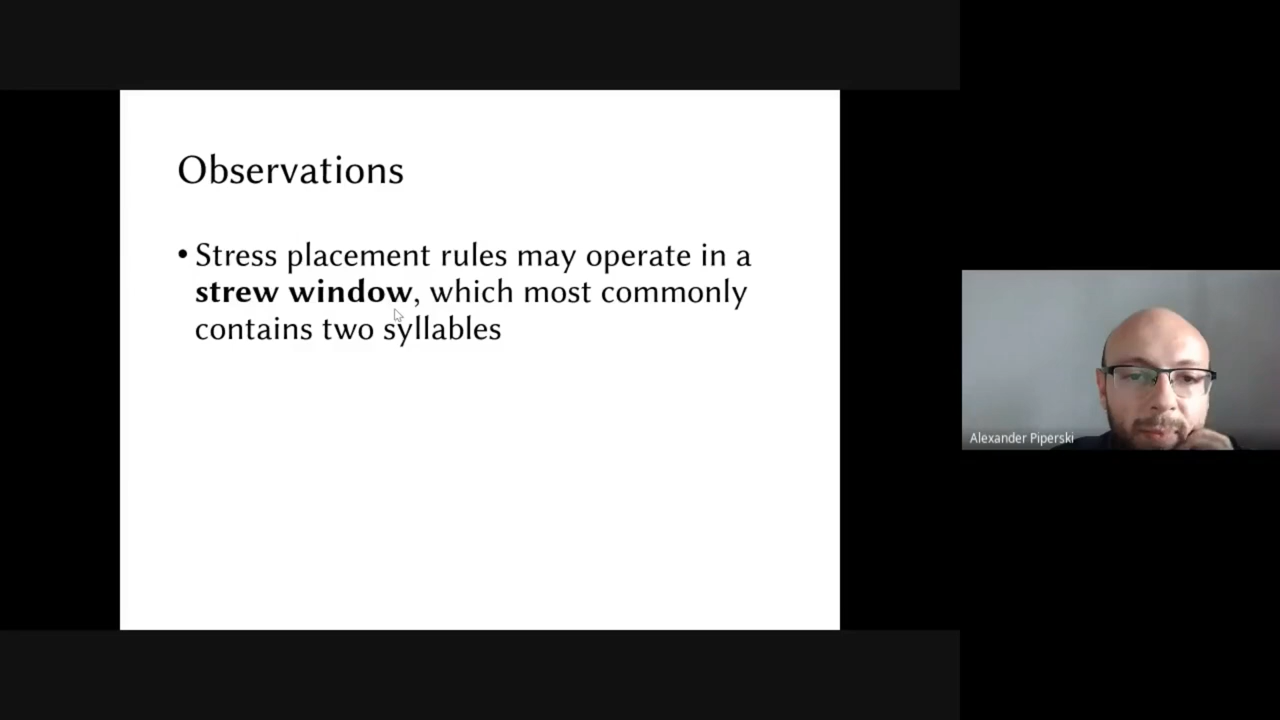 Observations
• Stress placement rules may operate in a
strew window, which most commonly
contains two syllables
Alexander Piperski